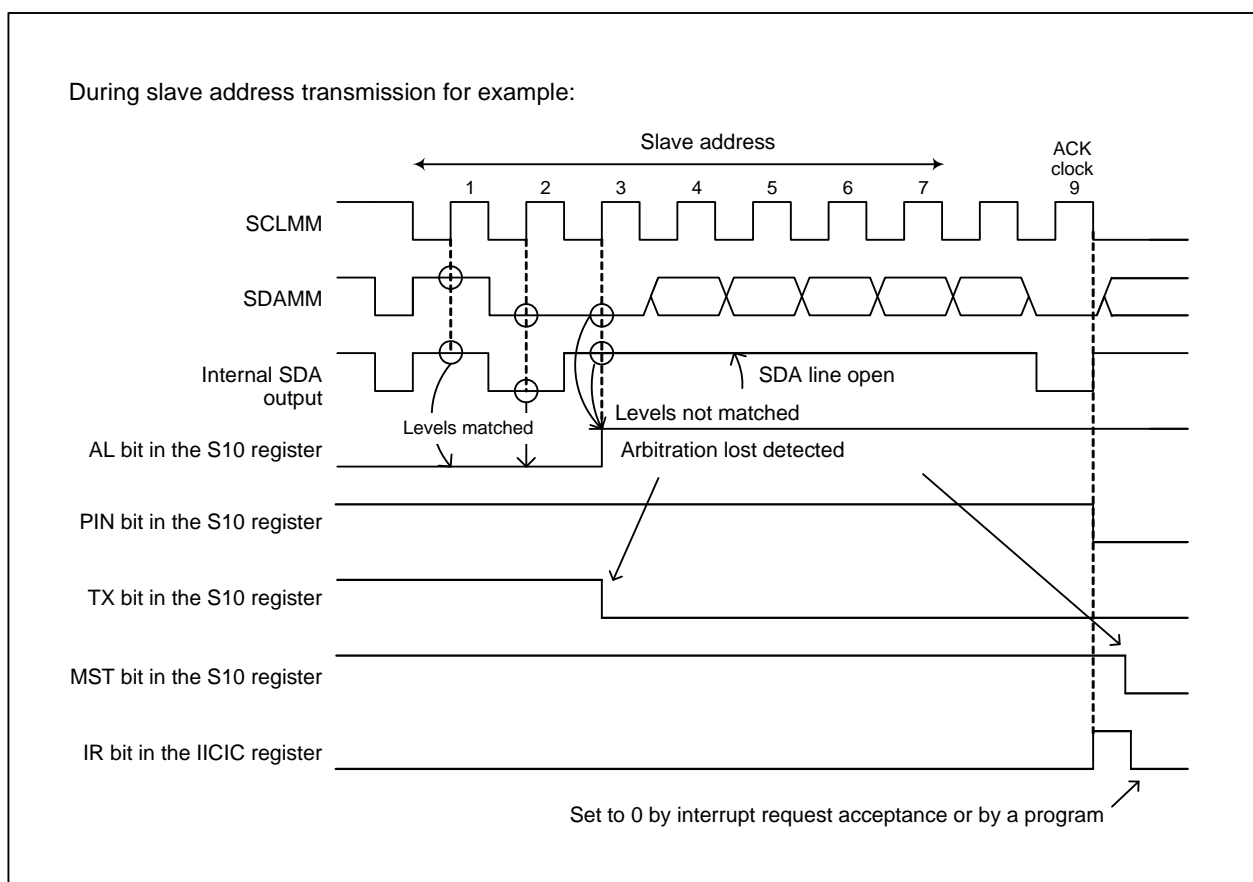 During slave address transmission for example:
Slave address
ACK
clock
1 2 3 4 5 6 7 9
SCLMM
SDAMM
Internal SDA
output
SDA line open
Levels matched
Levels not matched
AL bit in the S10 register
Arbitration lost detected
PIN bit in the S10 register
TX bit in the S10 register
MST bit in the S10 register
IR bit in the IICIC register
Set to 0 by interrupt request acceptance or by a program